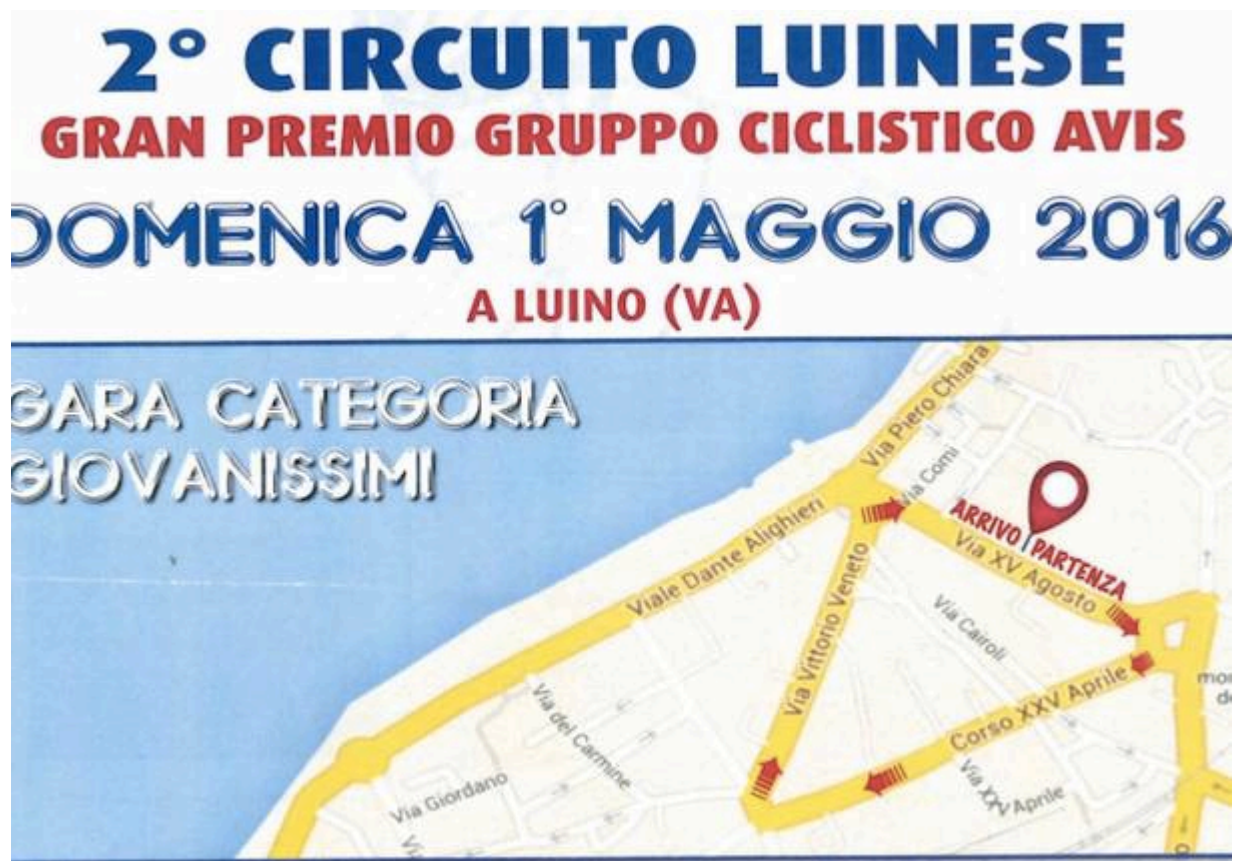 2° CIRCUITO LUINESE
GRAN PREMIO GRUPPO CICLISTICO AVIS
DOMENICA 1° MAGGIO 2016
A LUINO (VA)
GARA CATEGORIA
GIOVANISSIMI
Via Piero Chiara
Via Comi
ARRIVO PARTENZA
Via XV Agosto
Viale Dante Alighieri
Via Vittorio Veneto
Via Cairoli
Corso XXV Aprile
Via del Carmine
Via XXV Aprile
Via Giordano